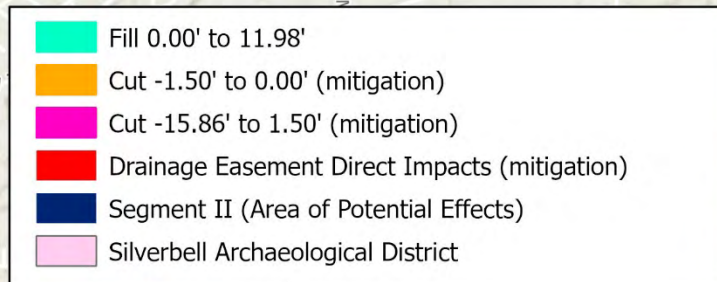 Fill 0.00' to 11.98'
Cut -1.50' to 0.00' (mitigation)
Cut -15.86' to 1.50' (mitigation)
Drainage Easement Direct Impacts (mitigation)
Segment II (Area of Potential Effects)
Silverbell Archaeological District